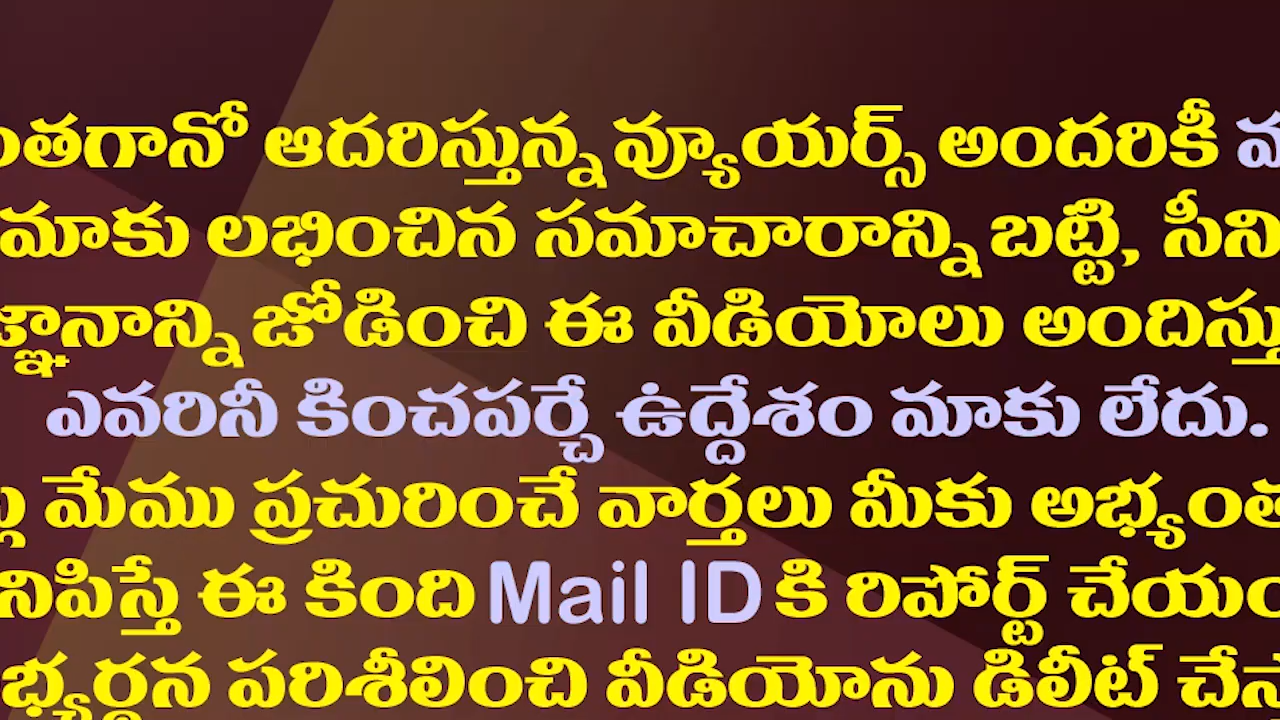 ంతగానో ఆదరిస్తున్న వ్యూయర్స్ అందరికీ
మాకు లభించిన సమాచారాన్ని బట్టి, సీని
జ్ఞానాన్ని జోడించి ఈ వీడియోలు అందిస్తు
ఎవరినీ కించపర్చే ఉద్దేశం మాకు లేదు.
మేము ప్రచురించే వార్తలు మీకు అభ్యంత
నిపిస్తే ఈ కింది Mail ID కి రిపోర్ట్ చేయం
భ్యర్థన పరిశీలించి వీడియోను డిలీట్ చేస